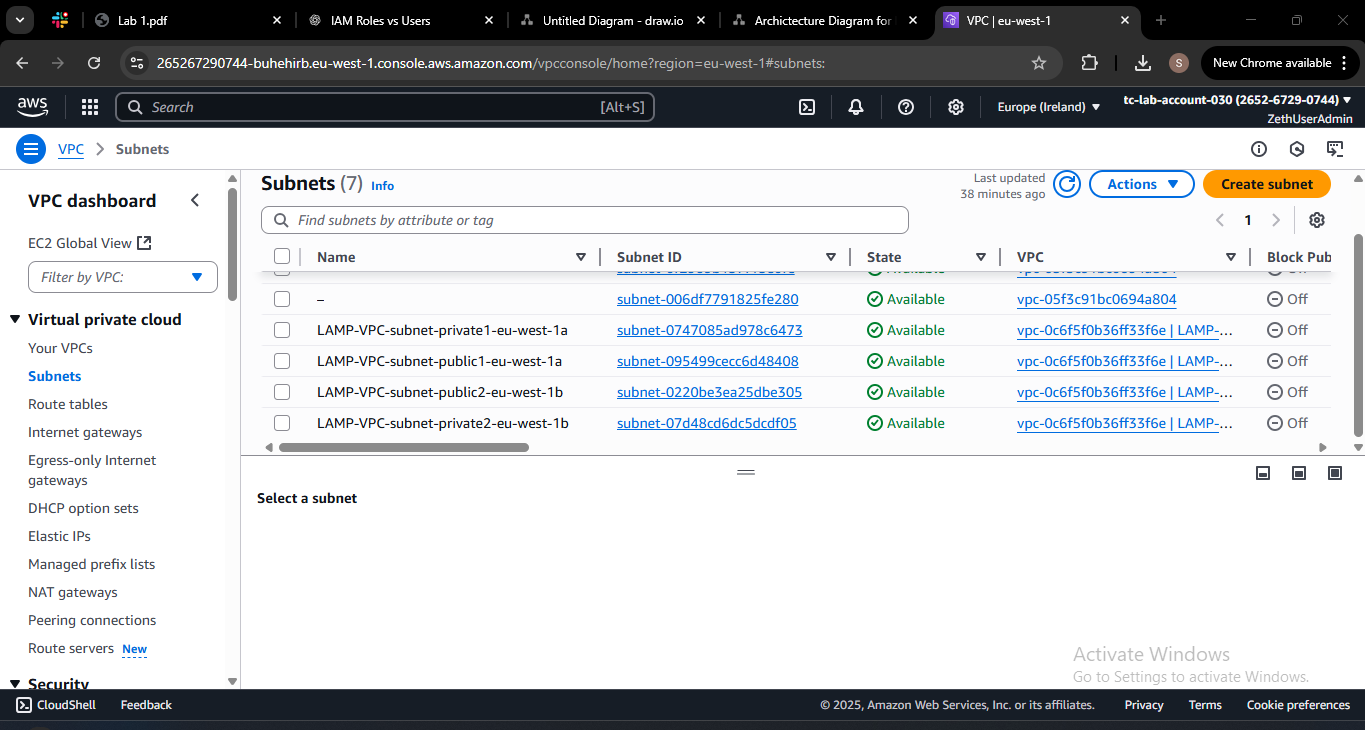 Lab 1.pdf
IAM Roles vs Users
Untitled Diagram - draw.io
Archictecture Diagram for
VPC | eu-west-1
265267290744-buhehirb.eu-west-1.console.aws.amazon.com/vpcconsole/home?region=eu-west-1#subnets:
S
New Chrome available
aws
Search
[Alt+S]
Europe (Ireland)
tc-lab-account-030 (2652-6729-0744)
ZethUserAdmin
VPC
Subnets
VPC dashboard
EC2 Global View
Filter by VPC:
Virtual private cloud
Your VPCs
Subnets
Route tables
Internet gateways
Egress-only Internet
gateways
DHCP option sets
Elastic IPs
Managed prefix lists
NAT gateways
Peering connections
Route servers New
Security
Subnets (7) Info
Last updated
38 minutes ago
Actions
Create subnet
Find subnets by attribute or tag
1
Name Subnet ID State VPC Block Pub
– subnet-006df7791825fe280 Available vpc-05f3c91bc0694a804 Off
LAMP-VPC-subnet-private1-eu-west-1a subnet-0747085ad978c6473 Available vpc-0c6f5f0b36ff33f6e | LAMP-... Off
LAMP-VPC-subnet-public1-eu-west-1a subnet-095499cecc6d48408 Available vpc-0c6f5f0b36ff33f6e | LAMP-... Off
LAMP-VPC-subnet-public2-eu-west-1b subnet-0220be3ea25dbe305 Available vpc-0c6f5f0b36ff33f6e | LAMP-... Off
LAMP-VPC-subnet-private2-eu-west-1b subnet-07d48cd6dc5dcdf05 Available vpc-0c6f5f0b36ff33f6e | LAMP-... Off
Select a subnet
Activate Windows
Go to Settings to activate Windows.
CloudShell
Feedback
© 2025, Amazon Web Services, Inc. or its affiliates.
Privacy
Terms
Cookie preferences